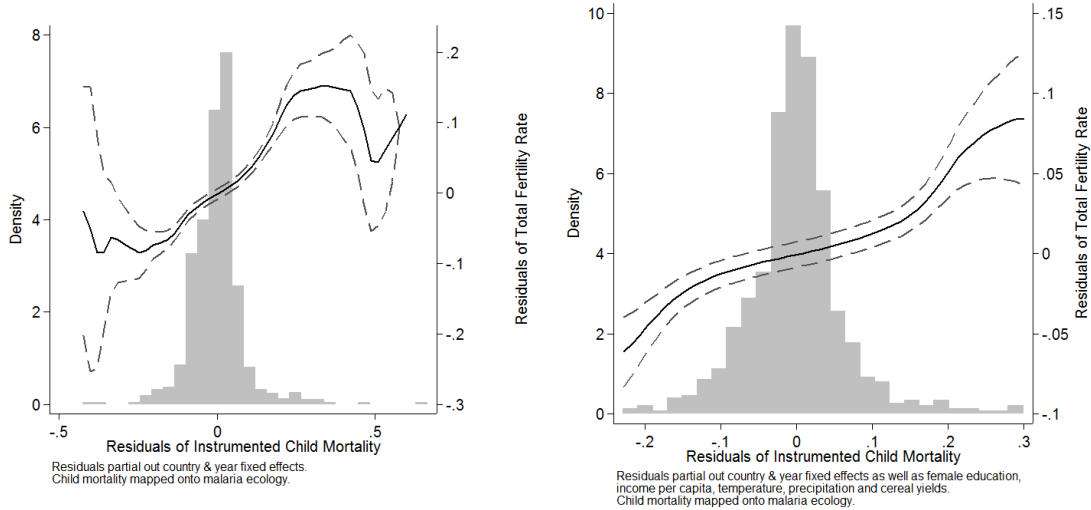 8
6
4
2
0
Density
.2
.1
0
-.1
-.2
-.3
Residuals of Total Fertility Rate
-.5
0
.5
Residuals of Instrumented Child Mortality
Residuals partial out country & year fixed effects.
Child mortality mapped onto malaria ecology.
10
8
6
4
2
0
Density
.15
.1
.05
0
-.05
-.1
Residuals of Total Fertility Rate
-.2
-.1
0
.1
.2
.3
Residuals of Instrumented Child Mortality
Residuals partial out country & year fixed effects as well as female education,
income per capita, temperature, precipitation and cereal yields.
Child mortality mapped onto malaria ecology.